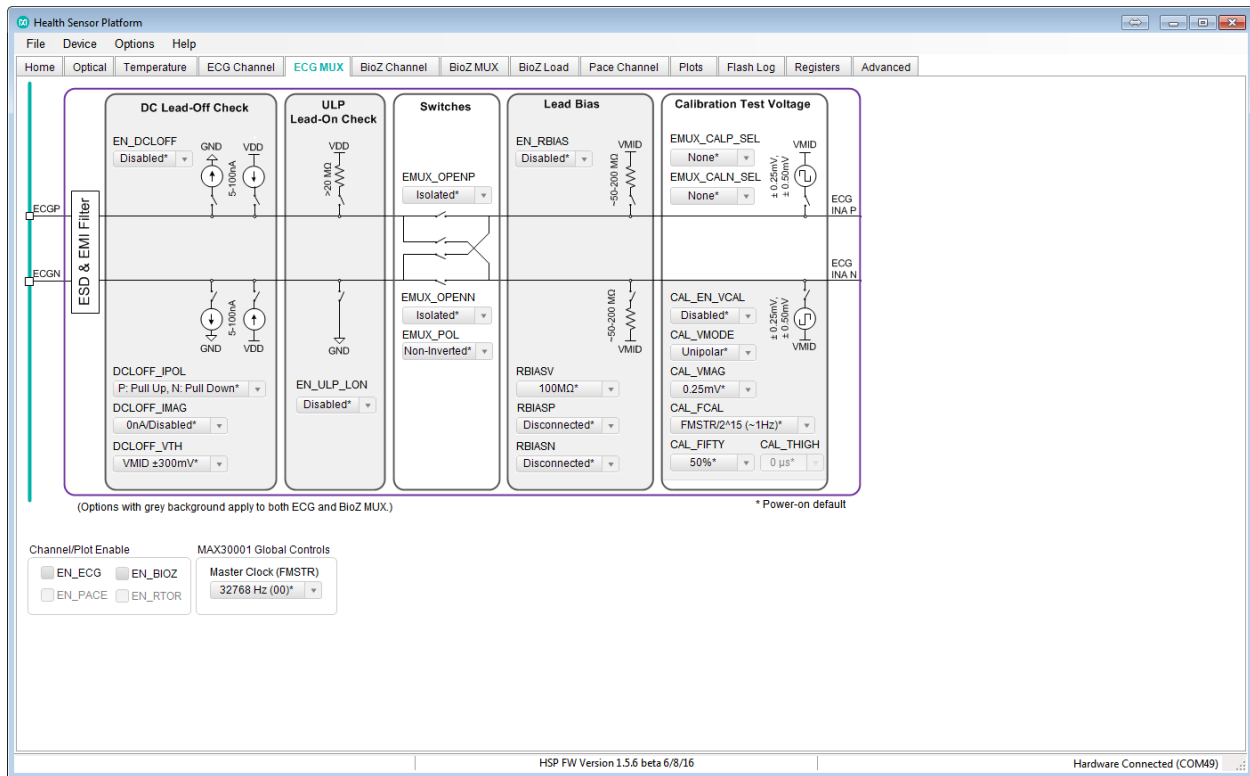 Health Sensor Platform
File Device Options Help
Home Optical Temperature ECG Channel ECG MUX BioZ Channel BioZ MUX BioZ Load Pace Channel Plots Flash Log Registers Advanced
DC Lead-Off Check
EN_DCLOFF
Disabled*
GND VDD
5-100nA
ULP
Lead-On Check
VDD
>20 MΩ
Switches
EMUX_OPENP
Isolated*
Lead Bias
EN_RBIAS
Disabled*
VMID
~50-200 MΩ
Calibration Test Voltage
EMUX_CALP_SEL
None*
EMUX_CALN_SEL
None*
VMID
± 0.25mV,
± 0.50mV
ECGP
ECGN
ESD & EMI Filter
ECG
INA P
ECG
INA N
5-100nA
GND VDD
DCLOFF_IPOL
P: Pull Up, N: Pull Down*
DCLOFF_IMAG
0nA/Disabled*
DCLOFF_VTH
VMID ±300mV*
GND
EN_ULP_LON
Disabled*
EMUX_OPENN
Isolated*
EMUX_POL
Non-Inverted*
~50-200 MΩ
VMID
RBIASV
100MΩ*
RBIASP
Disconnected*
RBIASN
Disconnected*
CAL_EN_VCAL
Disabled*
CAL_VMODE
Unipolar*
± 0.25mV,
± 0.50mV
VMID
CAL_VMAG
0.25mV*
CAL_FCAL
FMSTR/2^15 (~1Hz)*
CAL_FIFTY CAL_THIGH
50%* 0 µs*
(Options with grey background apply to both ECG and BioZ MUX.)
* Power-on default
Channel/Plot Enable
EN_ECG EN_BIOZ
EN_PACE EN_RTOR
MAX30001 Global Controls
Master Clock (FMSTR)
32768 Hz (00)*
HSP FW Version 1.5.6 beta 6/8/16
Hardware Connected (COM49)